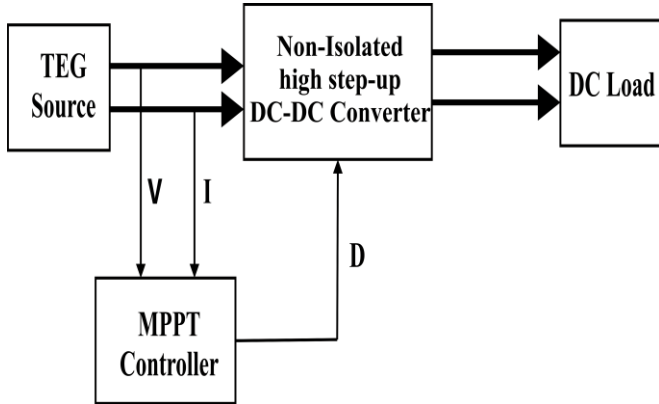 TEG
Source
Non-Isolated
high step-up
DC-DC Converter
DC Load
V
I
D
MPPT
Controller